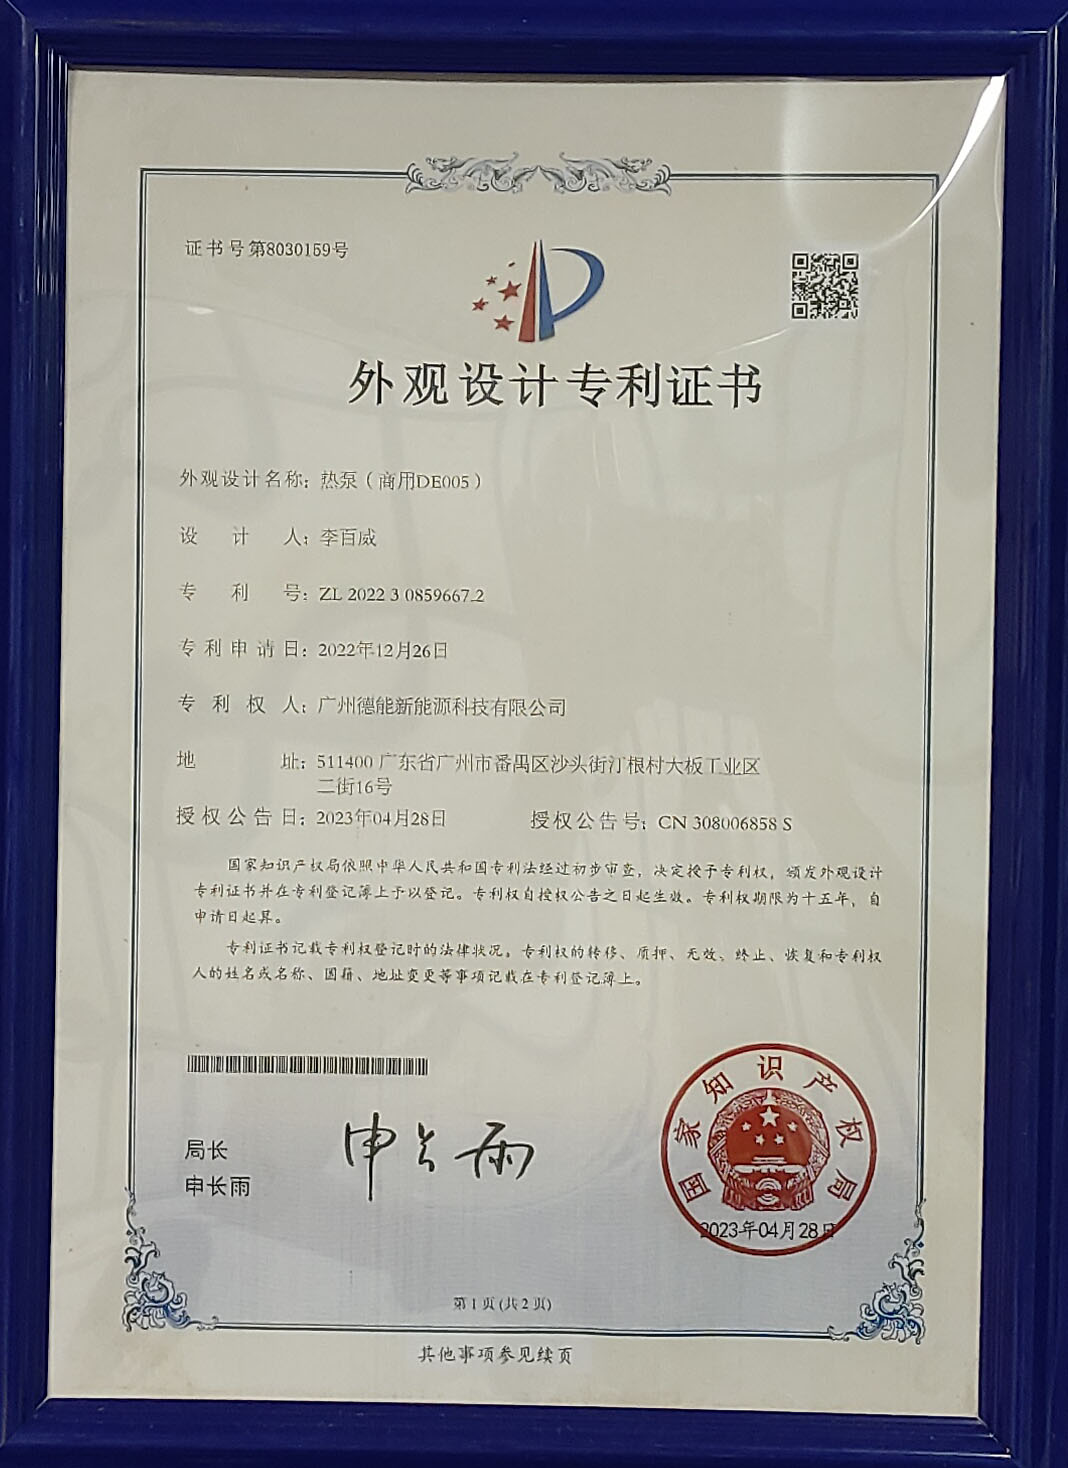 证书号第8030159号
外观设计专利证书
外观设计名称：热泵（商用DE005）
设计人：李百威
专利号：ZL 2022 3 0859667.2
专利申请日：2022年12月26日
专利权人：广州德能新能源科技有限公司
地址：511400 广东省广州市番禺区沙头街汀根村大板工业区
二街16号
授权公告日：2023年04月28日 授权公告号：CN 308006858 S
国家知识产权局依照中华人民共和国专利法经过初步审查，决定授予专利权，颁发外观设计
专利证书并在专利登记簿上予以登记。专利权自授权公告之日起生效。专利权期限为十五年，自
申请日起算。
专利证书记载专利权登记时的法律状况。专利权的转移、质押、无效、终止、恢复和专利权
人的姓名或名称、国籍、地址变更等事项记载在专利登记簿上。
局长
申长雨
申长雨
国家知识产权局
2023年04月28日
第1页(共2页)
其他事项参见续页